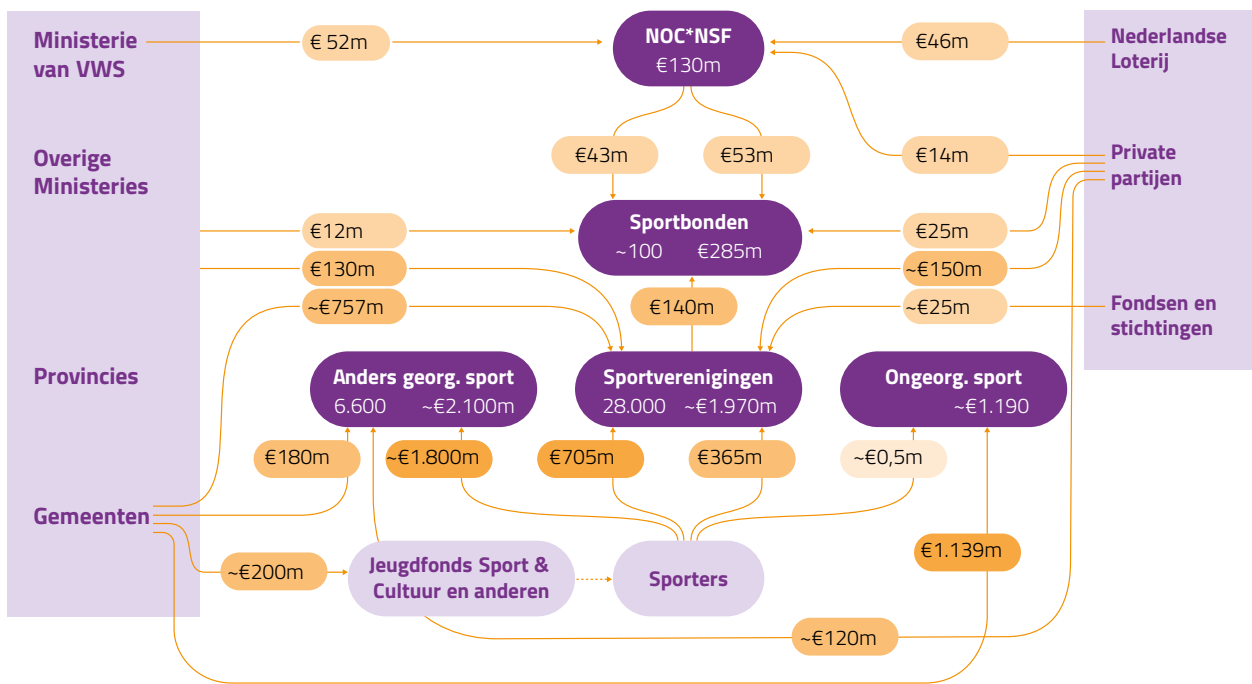 Ministerie
van VWS
€ 52m
NOC*NSF
€130m
€46m
Nederlandse
Loterij
Overige
Ministeries
€43m
€53m
€14m
Private
partijen
€12m
Sportbonden
~100 €285m
€25m
€130m
~€150m
~€757m
€140m
~€25m
Fondsen en
stichtingen
Provincies
Anders georg. sport
6.600 ~€2.100m
Sportverenigingen
28.000 ~€1.970m
Ongeorg. sport
~€1.190
€180m
~€1.800m
€705m
€365m
~€0,5m
Gemeenten
~€200m
Jeugdfonds Sport &
Cultuur en anderen
Sporters
€1.139m
~€120m